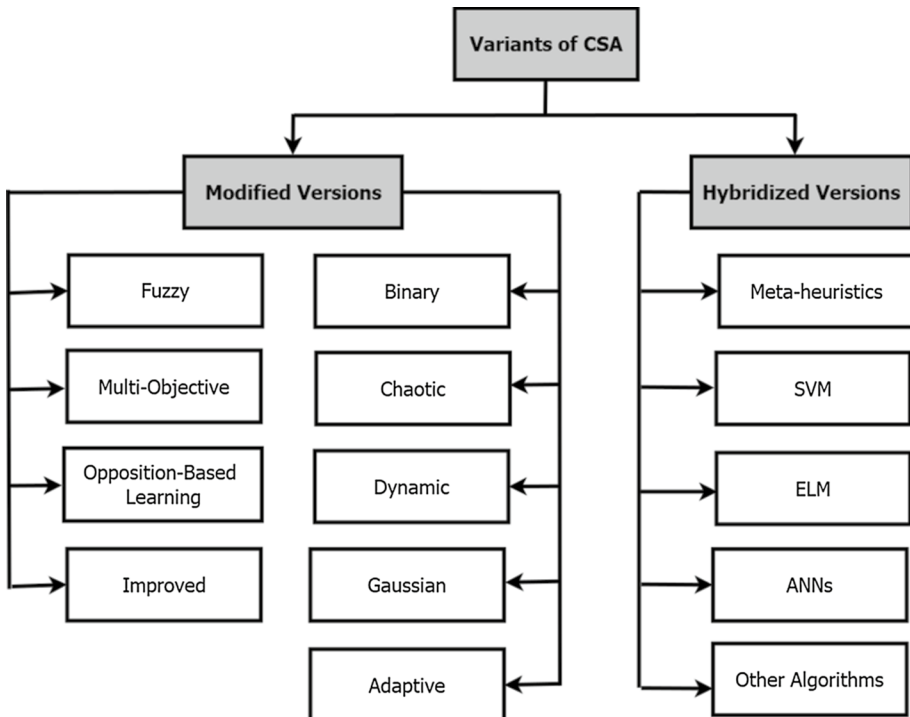 Variants of CSA
Modified Versions
Hybridized Versions
Fuzzy
Binary
Meta-heuristics
Multi-Objective
Chaotic
SVM
Opposition-Based
Learning
Dynamic
ELM
Improved
Gaussian
ANNs
Adaptive
Other Algorithms